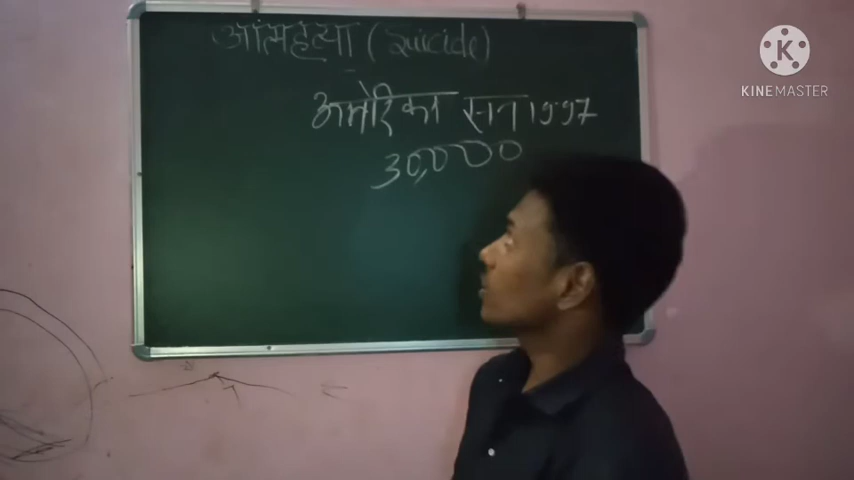 आत्महत्या (Suicide)
अमेरिका सन 1997
30,000
K
KINEMASTER